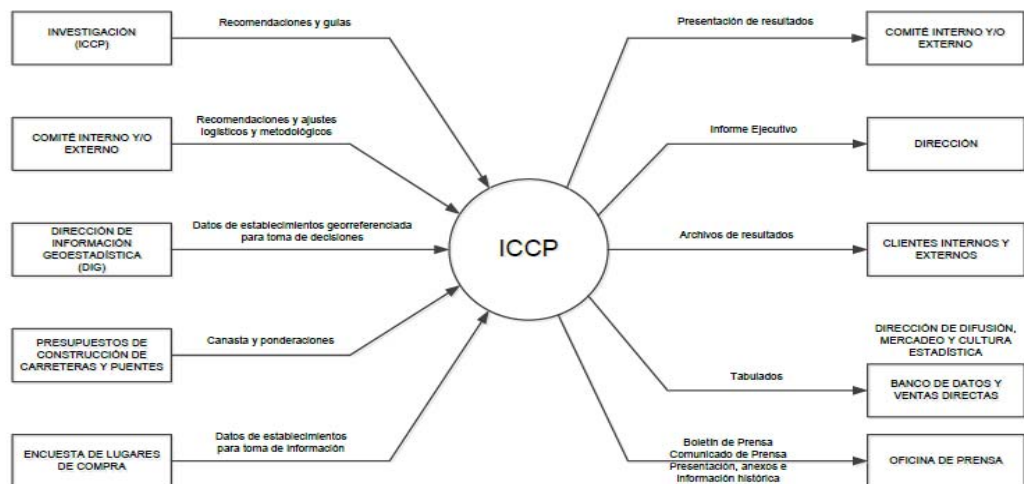 INVESTIGACIÓN
(ICCP)
Recomendaciones y guías
Presentación de resultados
COMITÉ INTERNO Y/O
EXTERNO
COMITÉ INTERNO Y/O
EXTERNO
Recomendaciones y ajustes
logísticos y metodológicos
Informe Ejecutivo
DIRECCIÓN
DIRECCIÓN DE
INFORMACIÓN
GEOESTADÍSTICA
(DIG)
Datos de establecimientos georreferenciada
para toma de decisiones
ICCP
Archivos de resultados
CLIENTES INTERNOS Y
EXTERNOS
PRESUPUESTOS DE
CONSTRUCCIÓN DE
CARRETERAS Y PUENTES
Canasta y ponderaciones
DIRECCIÓN DE DIFUSIÓN,
MERCADEO Y CULTURA
ESTADÍSTICA
Tabulados
BANCO DE DATOS Y
VENTAS DIRECTAS
ENCUESTA DE LUGARES
DE COMPRA
Datos de establecimientos
para toma de información
Boletín de Prensa
Comunicado de Prensa
Presentación, anexos e
información histórica
OFICINA DE PRENSA